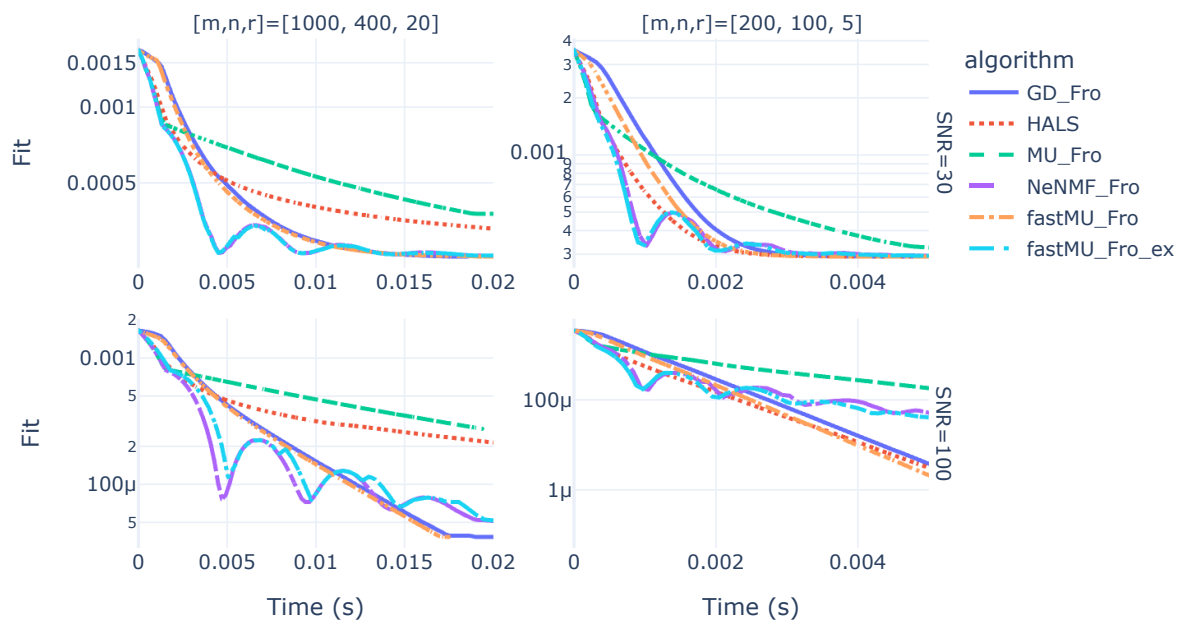 [m,n,r]=[1000, 400, 20]
[m,n,r]=[200, 100, 5]
Fit
0.0015
0.001
0.0005
0
0.005
0.01
0.015
0.02
4
3
2
0.001
9
8
7
6
5
4
3
0
0.002
0.004
SNR=30
algorithm
GD_Fro
HALS
MU_Fro
NeNMF_Fro
fastMU_Fro
fastMU_Fro_ex
Fit
2
0.001
5
2
100μ
5
0
0.005
0.01
0.015
0.02
Time (s)
100μ
1μ
0
0.002
0.004
Time (s)
SNR=100